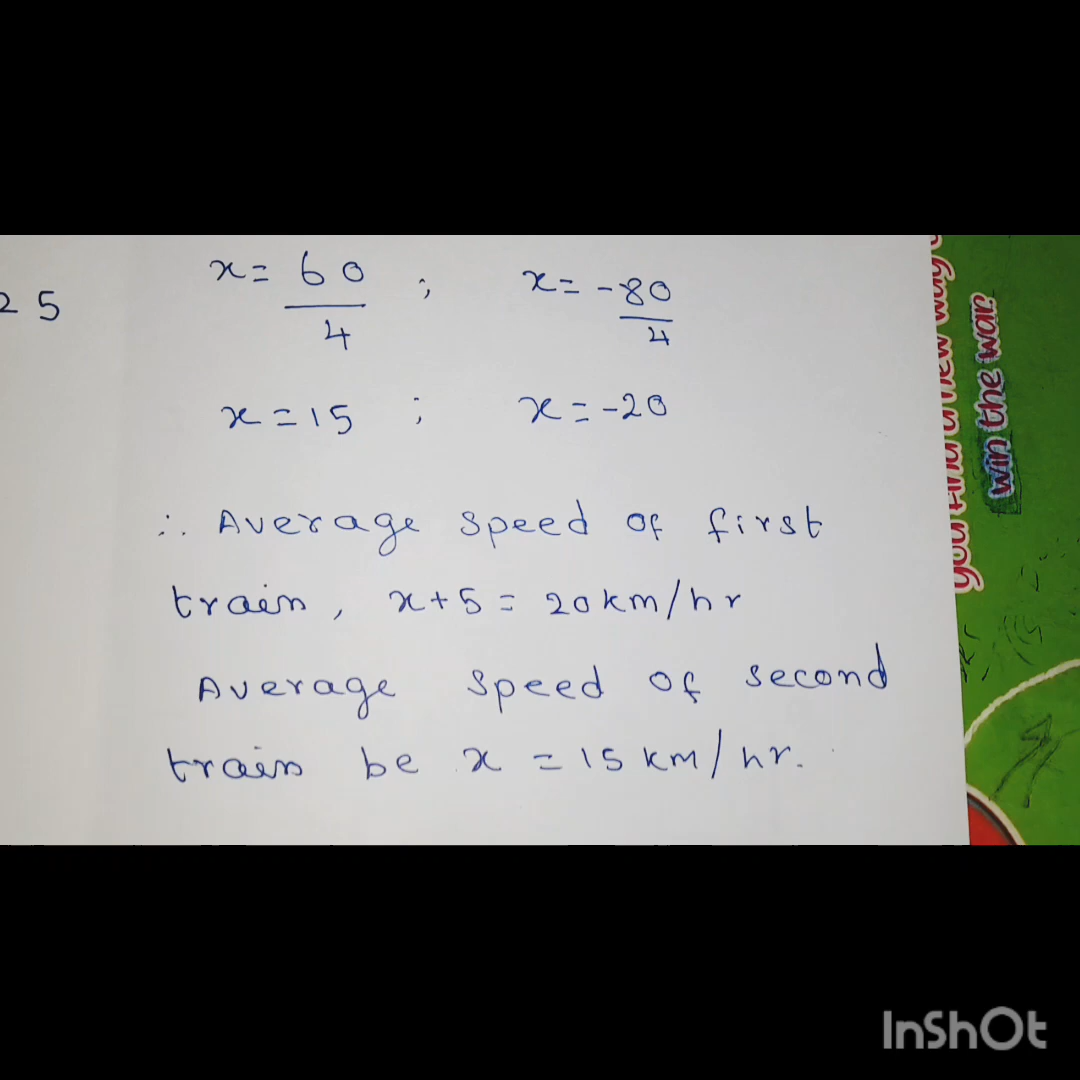 25
x = 60/4 ; x = -80/4
x = 15 ; x = -20
∴ Average speed of first
train, x+5 = 20km/hr
Average speed of second
train be x = 15 km/hr.
win the war.
InShOt